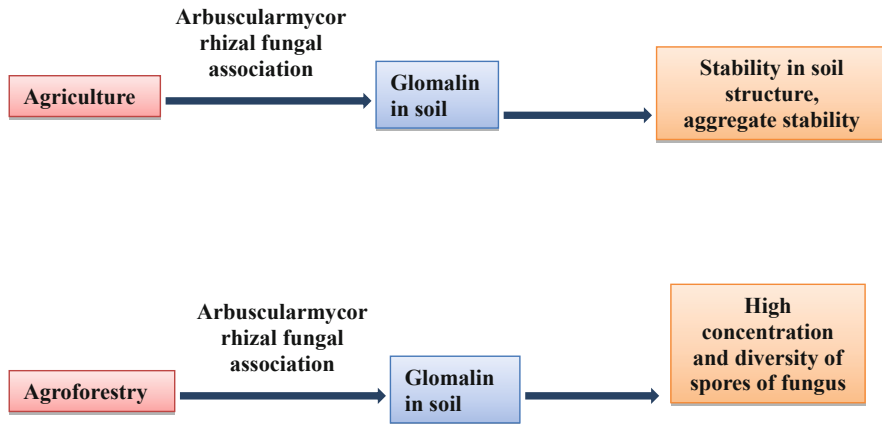 Arbuscularmycor
rhizal fungal
association
Agriculture
Glomalin
in soil
Stability in soil
structure,
aggregate stability
Arbuscularmycor
rhizal fungal
association
Agroforestry
Glomalin
in soil
High
concentration
and diversity of
spores of fungus